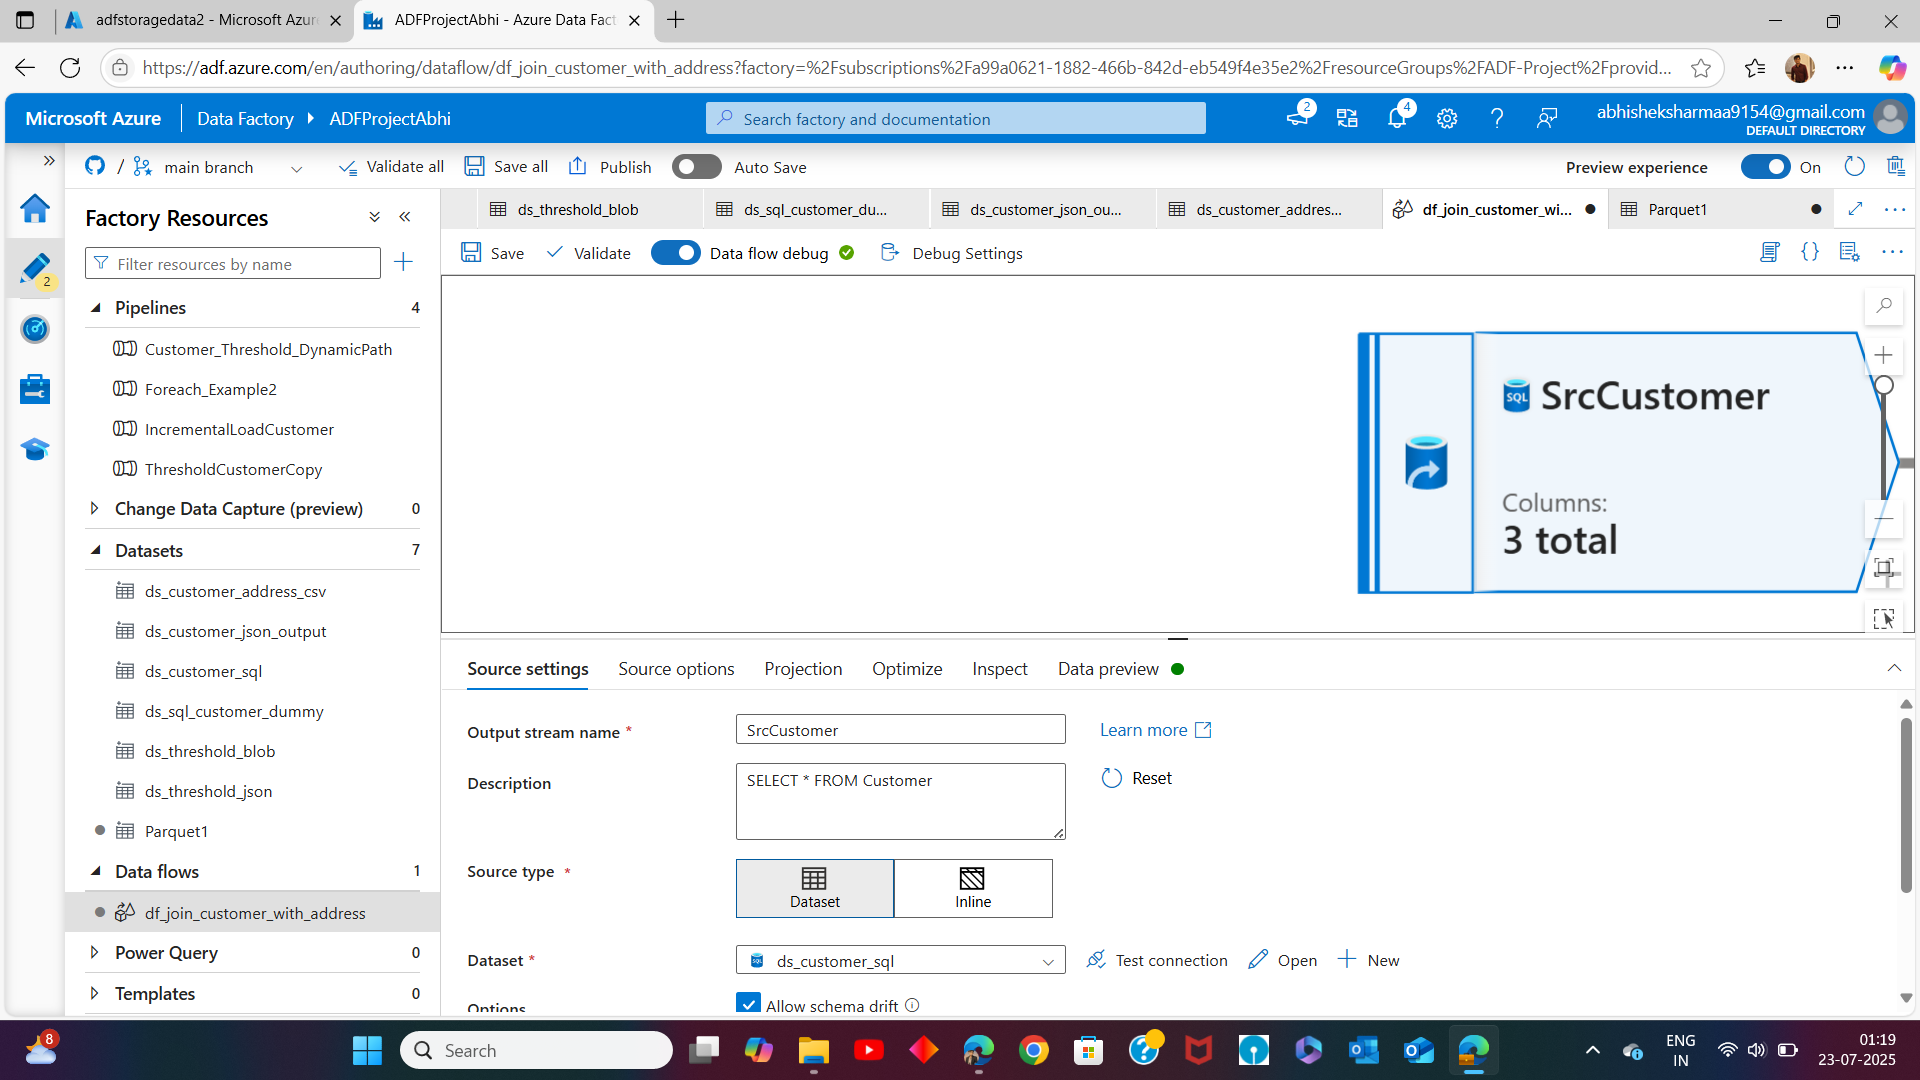 adfstoragedata2 - Microsoft Azur
ADFProjectAbhi - Azure Data Fact
https://adf.azure.com/en/authoring/dataflow/df_join_customer_with_address?factory=%2Fsubscriptions%2Fa99a0621-1882-466b-842d-eb549f4e35e2%2FresourceGroups%2FADF-Project%2Fprovid...
Microsoft Azure
Data Factory
ADFProjectAbhi
Search factory and documentation
2
4
abhisheksharmaa9154@gmail.com
DEFAULT DIRECTORY
/ main branch
Validate all
Save all
Publish
Auto Save
Preview experience
On
2
Factory Resources
Filter resources by name
Pipelines 4
Customer_Threshold_DynamicPath
Foreach_Example2
IncrementalLoadCustomer
ThresholdCustomerCopy
Change Data Capture (preview) 0
Datasets 7
ds_customer_address_csv
ds_customer_json_output
ds_customer_sql
ds_sql_customer_dummy
ds_threshold_blob
ds_threshold_json
Parquet1
Data flows 1
df_join_customer_with_address
Power Query 0
Templates 0
ds_threshold_blob
ds_sql_customer_du...
ds_customer_json_ou...
ds_customer_addres...
df_join_customer_wi...
Parquet1
Save
Validate
Data flow debug
Debug Settings
SQL
SrcCustomer
Columns:
3 total
Source settings
Source options
Projection
Optimize
Inspect
Data preview
Output stream name *
SrcCustomer
Learn more
Description
SELECT * FROM Customer
Reset
Source type *
Dataset
Inline
Dataset *
SQL
ds_customer_sql
Test connection
Open
New
Options
Allow schema drift
8
Search
ENG
IN
01:19
23-07-2025